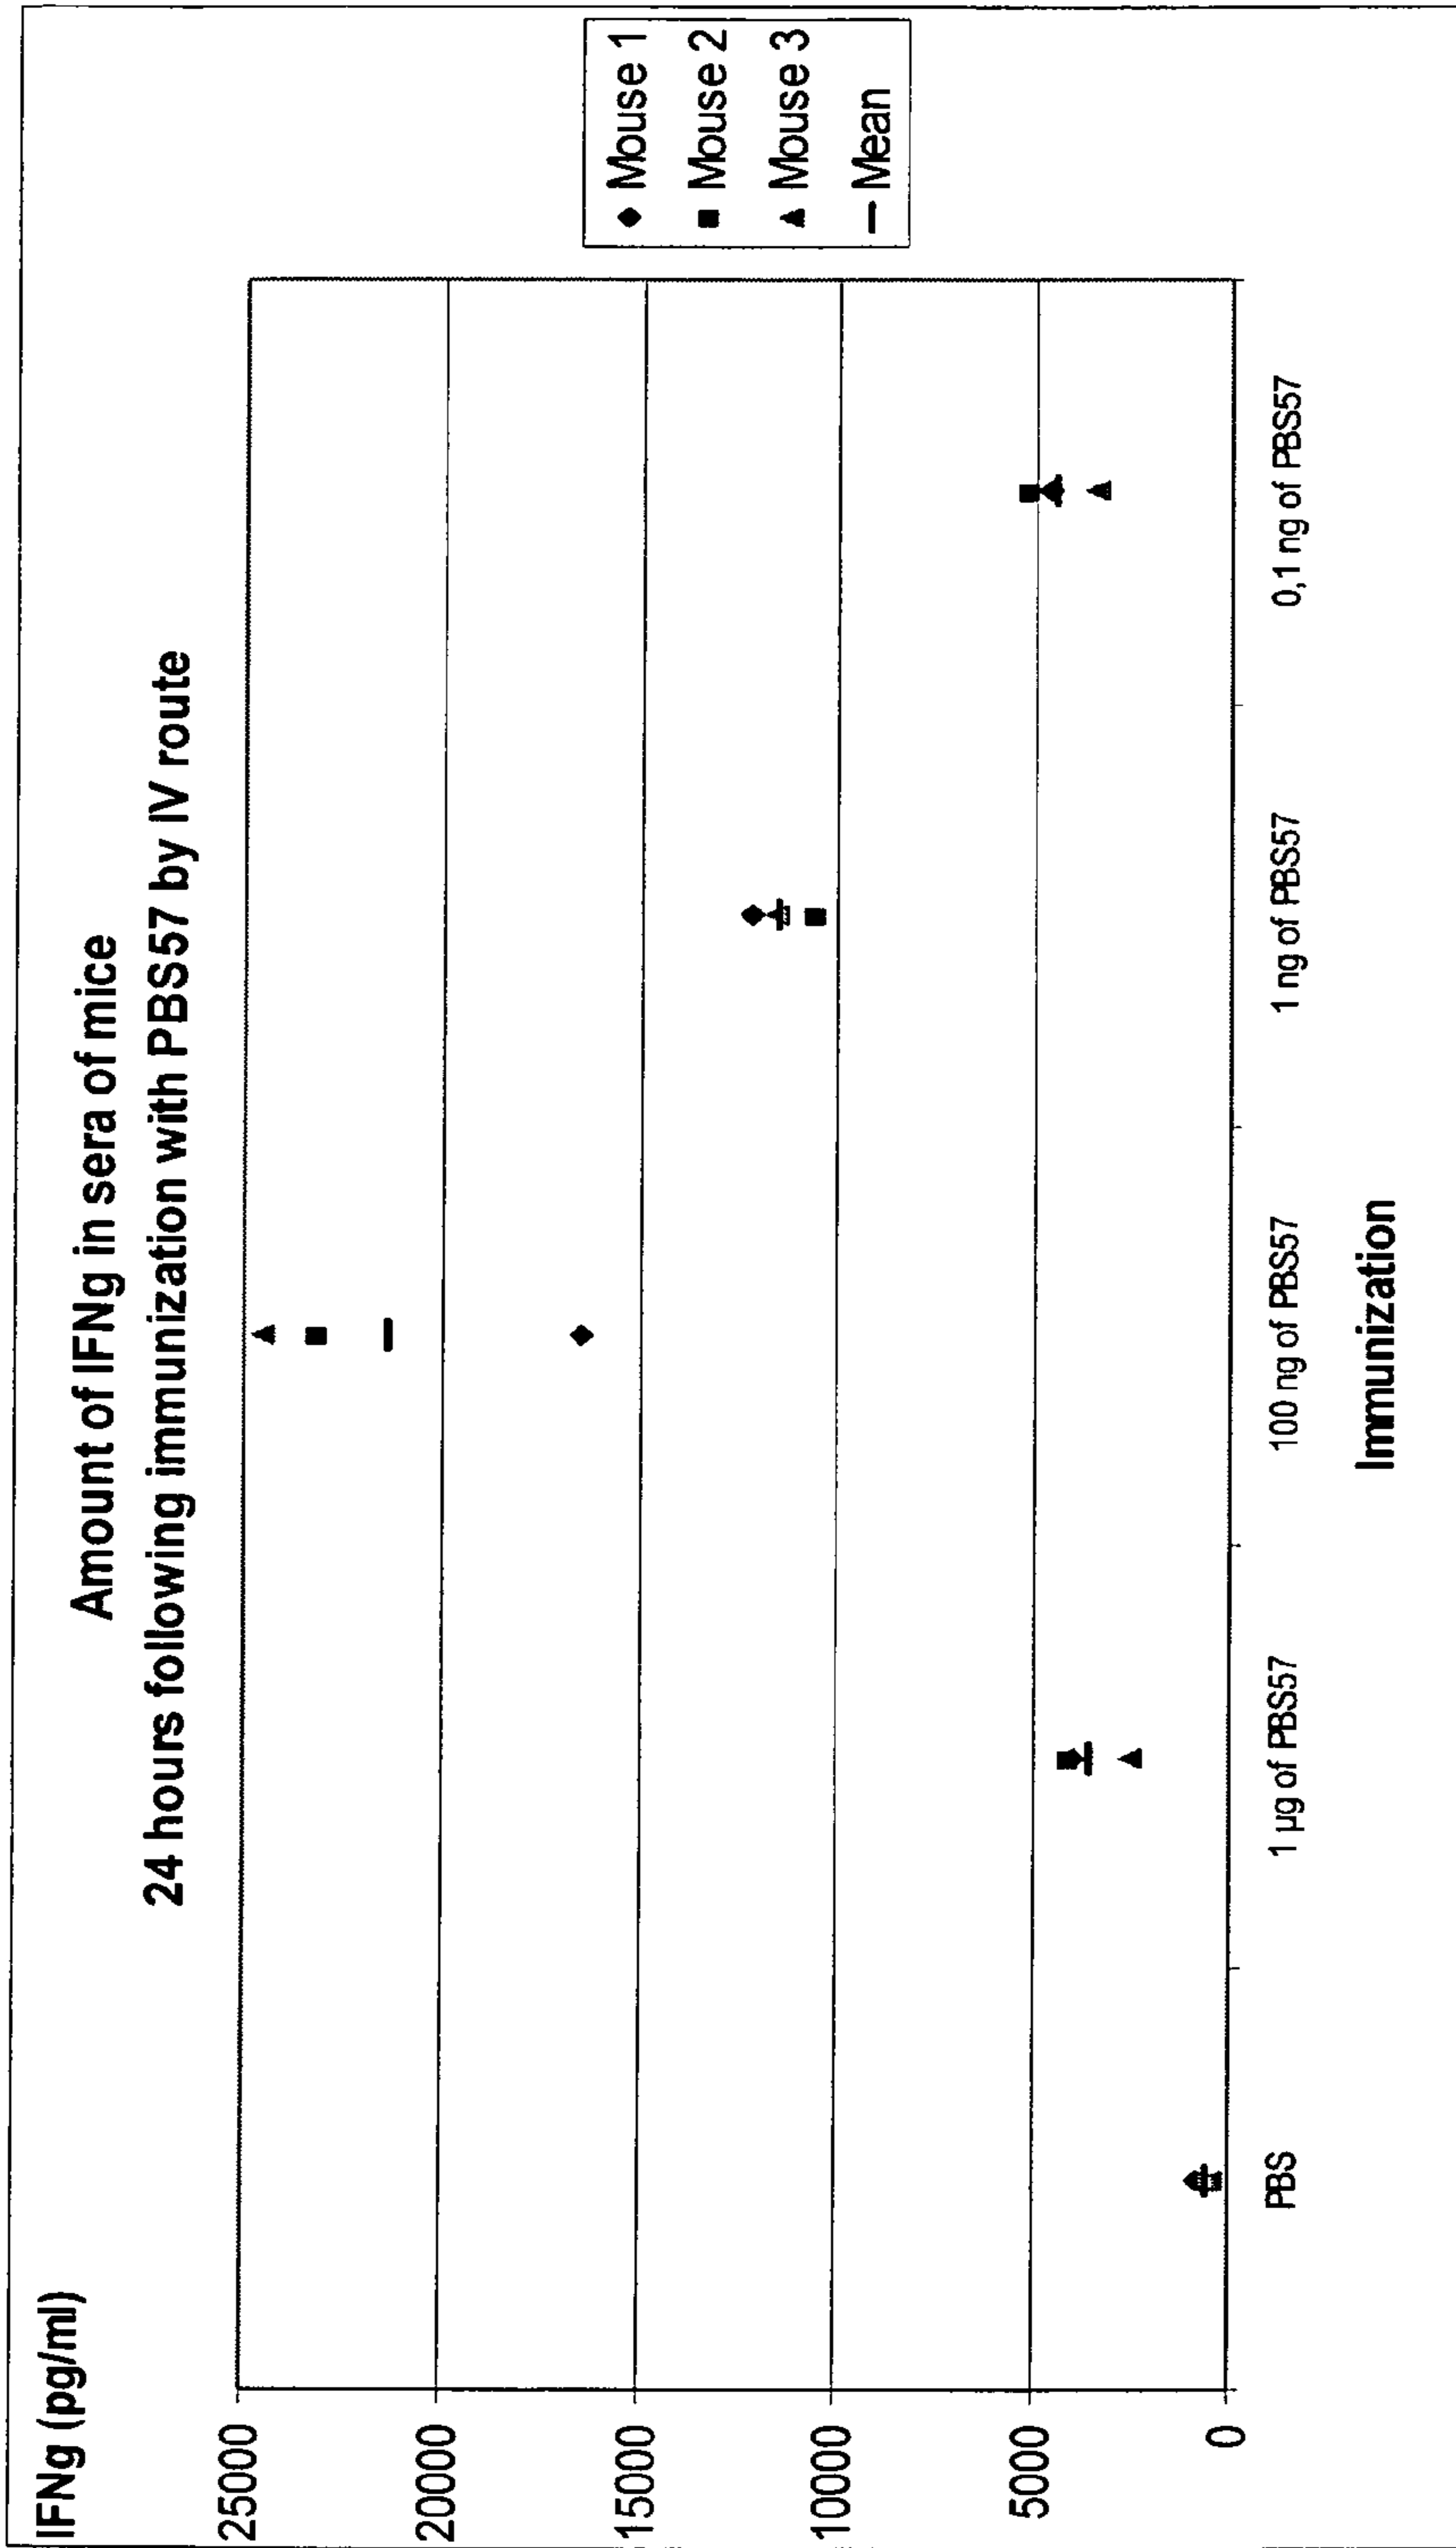 Amount of IFNg in sera of mice
24 hours following immunization with PBS57 by IV route
IFNg (pg/ml)
25000
20000
15000
10000
5000
0
PBS
1 µg of PBS57
100 ng of PBS57
1 ng of PBS57
0,1 ng of PBS57
Immunization
Mouse 1
Mouse 2
Mouse 3
Mean